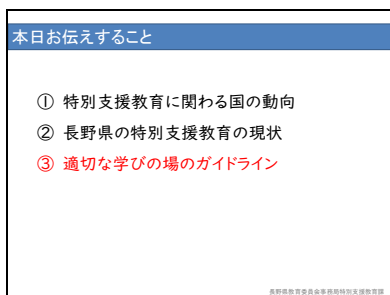 本日お伝えすること
① 特別支援教育に関わる国の動向
② 長野県の特別支援教育の現状
③ 適切な学びの場のガイドライン
長野県教育委員会事務局特別支援教育課